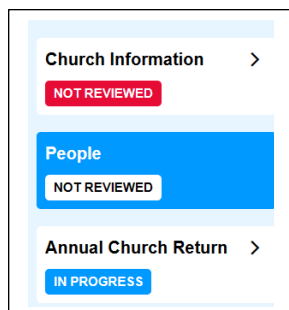 Church Information
NOT REVIEWED
People
NOT REVIEWED
Annual Church Return
IN PROGRESS